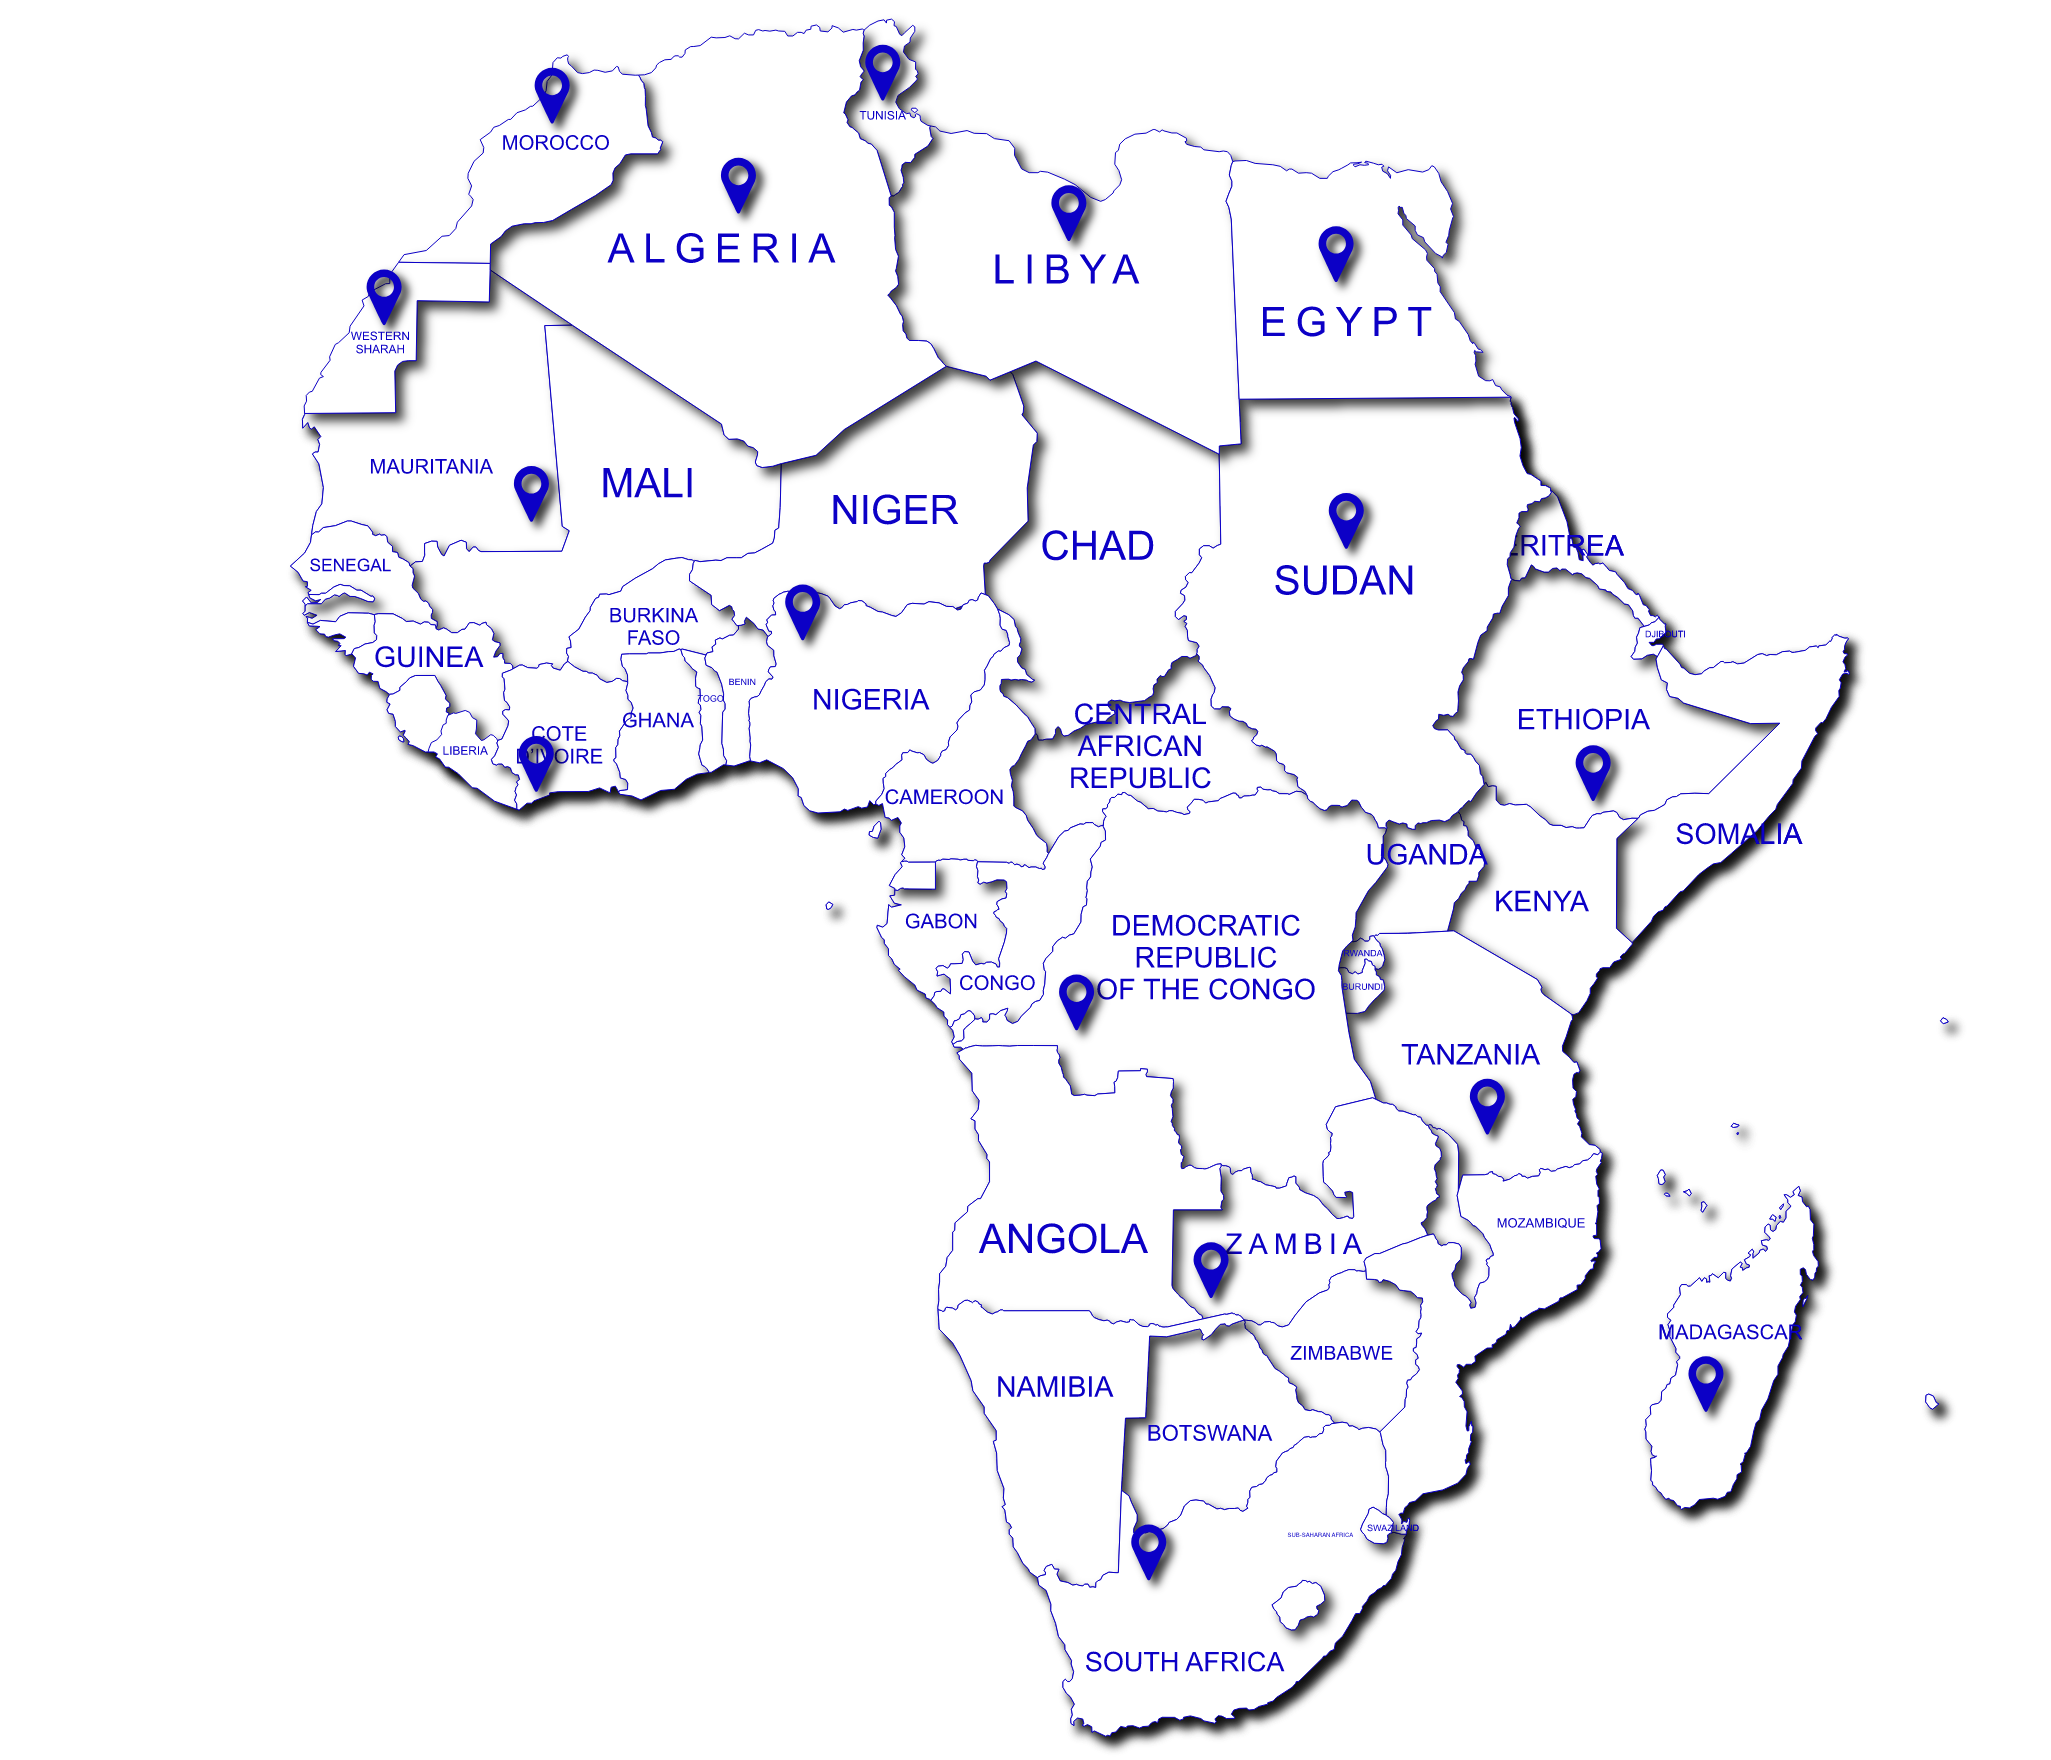 TUNISIA
MOROCCO
ALGERIA
LIBYA
EGYPT
WESTERN
SHARAH
MAURITANIA
MALI
NIGER
CHAD
SUDAN
ERITREA
SENEGAL
BURKINA
FASO
DJIBOUTI
GUINEA
BENIN
TOGO
NIGERIA
GHANA
COTE
D'IVOIRE
LIBERIA
CENTRAL
AFRICAN
REPUBLIC
ETHIOPIA
CAMEROON
SOMALIA
UGANDA
KENYA
GABON
DEMOCRATIC
REPUBLIC
OF THE CONGO
RWANDA
BURUNDI
CONGO
TANZANIA
ANGOLA
ZAMBIA
MOZAMBIQUE
MADAGASCAR
ZIMBABWE
NAMIBIA
BOTSWANA
SUB-SAHARAN AFRICA
SWAZILAND
SOUTH AFRICA